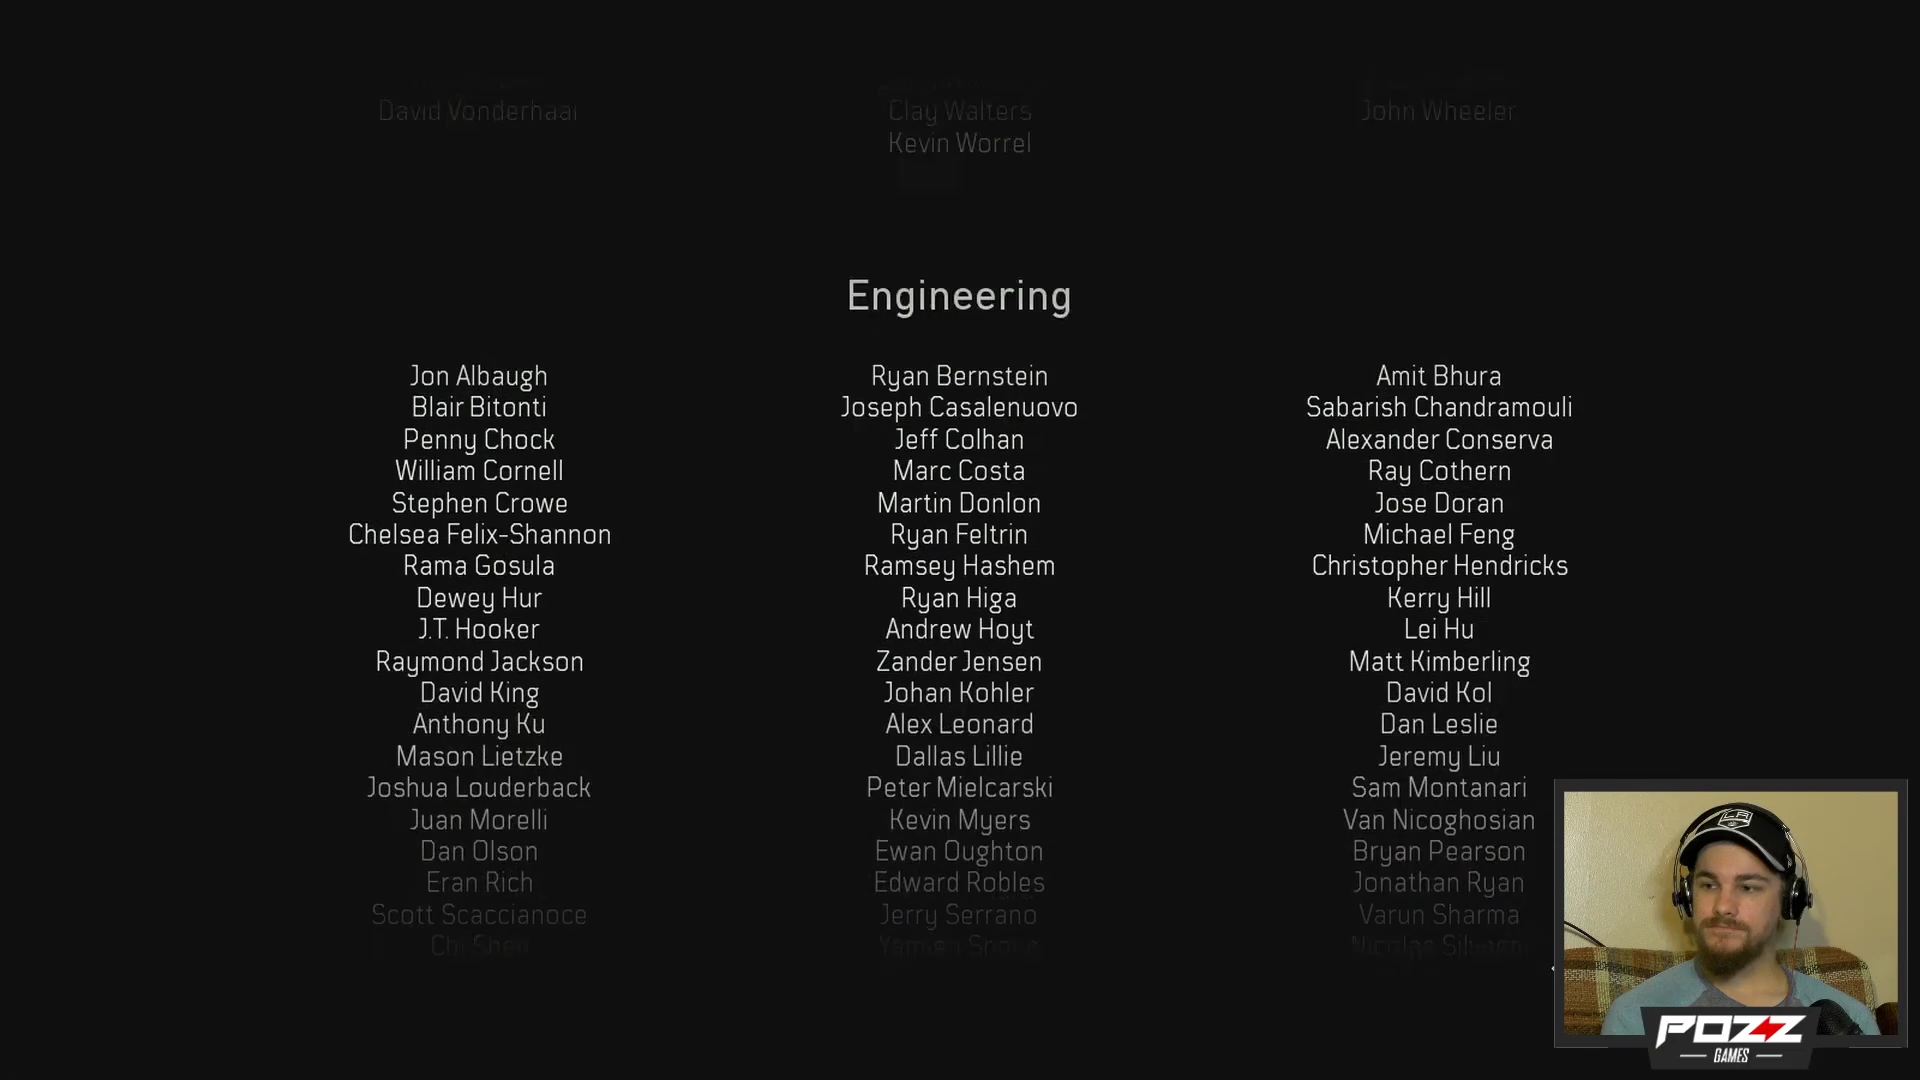 David Vonderhaar Clay Walters John Wheeler
Kevin Worrel
Engineering
Jon Albaugh Ryan Bernstein Amit Bhura
Blair Bitonti Joseph Casalenuovo Sabarish Chandramouli
Penny Chock Jeff Colhan Alexander Conserva
William Cornell Marc Costa Ray Cothern
Stephen Crowe Martin Donlon Jose Doran
Chelsea Felix-Shannon Ryan Feltrin Michael Feng
Rama Gosula Ramsey Hashem Christopher Hendricks
Dewey Hur Ryan Higa Kerry Hill
J.T. Hooker Andrew Hoyt Lei Hu
Raymond Jackson Zander Jensen Matt Kimberling
David King Johan Kohler David Kol
Anthony Ku Alex Leonard Dan Leslie
Mason Lietzke Dallas Lillie Jeremy Liu
Joshua Louderback Peter Mielcarski Sam Montanari
Juan Morelli Kevin Myers Van Nicoghosian
Dan Olson Ewan Oughton Bryan Pearson
Eran Rich Edward Robles Jonathan Ryan
Scott Scaccianoce Jerry Serrano Varun Sharma
Nicolas
LA
POZZ
GAMES